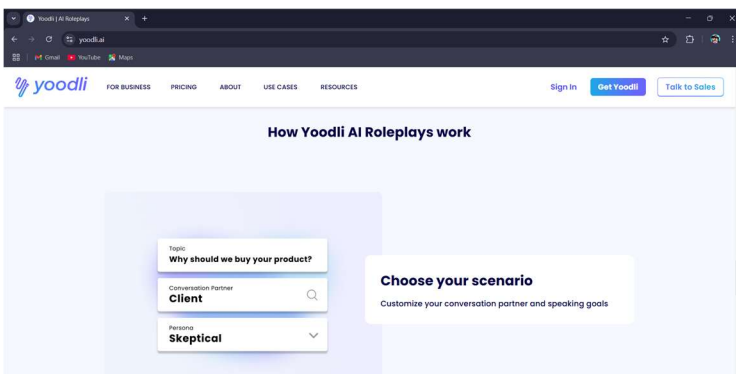 Yoodli | AI Roleplays
yoodli.ai
Gmail YouTube Maps
yoodli FOR BUSINESS PRICING ABOUT USE CASES RESOURCES Sign In Get Yoodli Talk to Sales
How Yoodli AI Roleplays work
Topic
Why should we buy your product?
Conversation Partner
Client
Persona
Skeptical
Choose your scenario
Customize your conversation partner and speaking goals